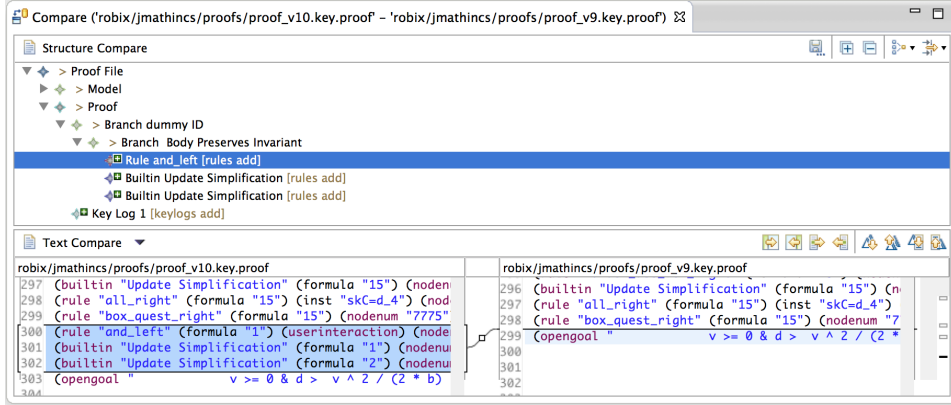 Compare ('robix/jmathincs/proofs/proof_v10.key.proof' - 'robix/jmathincs/proofs/proof_v9.key.proof')
Structure Compare
> Proof File
> Model
> Proof
> Branch dummy ID
> Branch Body Preserves Invariant
Rule and_left [rules add]
Builtin Update Simplification [rules add]
Builtin Update Simplification [rules add]
Key Log 1 [keylogs add]
Text Compare
robix/jmathincs/proofs/proof_v10.key.proof
297 (builtin "Update Simplification" (formula "15") (nodenu
298 (rule "all_right" (formula "15") (inst "skC=d_4") (nod
299 (rule "box_quest_right" (formula "15") (nodenum "7775"
300 (rule "and_left" (formula "1") (userinteraction) (node
301 (builtin "Update Simplification" (formula "1") (nodenu
302 (builtin "Update Simplification" (formula "2") (nodenu
303 (opengoal " v >= 0 & d > v ^ 2 / (2 * b)
304
robix/jmathincs/proofs/proof_v9.key.proof
296 (builtin "Update Simplification" (formula "15") (n
297 (rule "all_right" (formula "15") (inst "skC=d_4")
298 (rule "box_quest_right" (formula "15") (nodenum "7
299 (opengoal " v >= 0 & d > v ^ 2 / (2 *
300
301
302